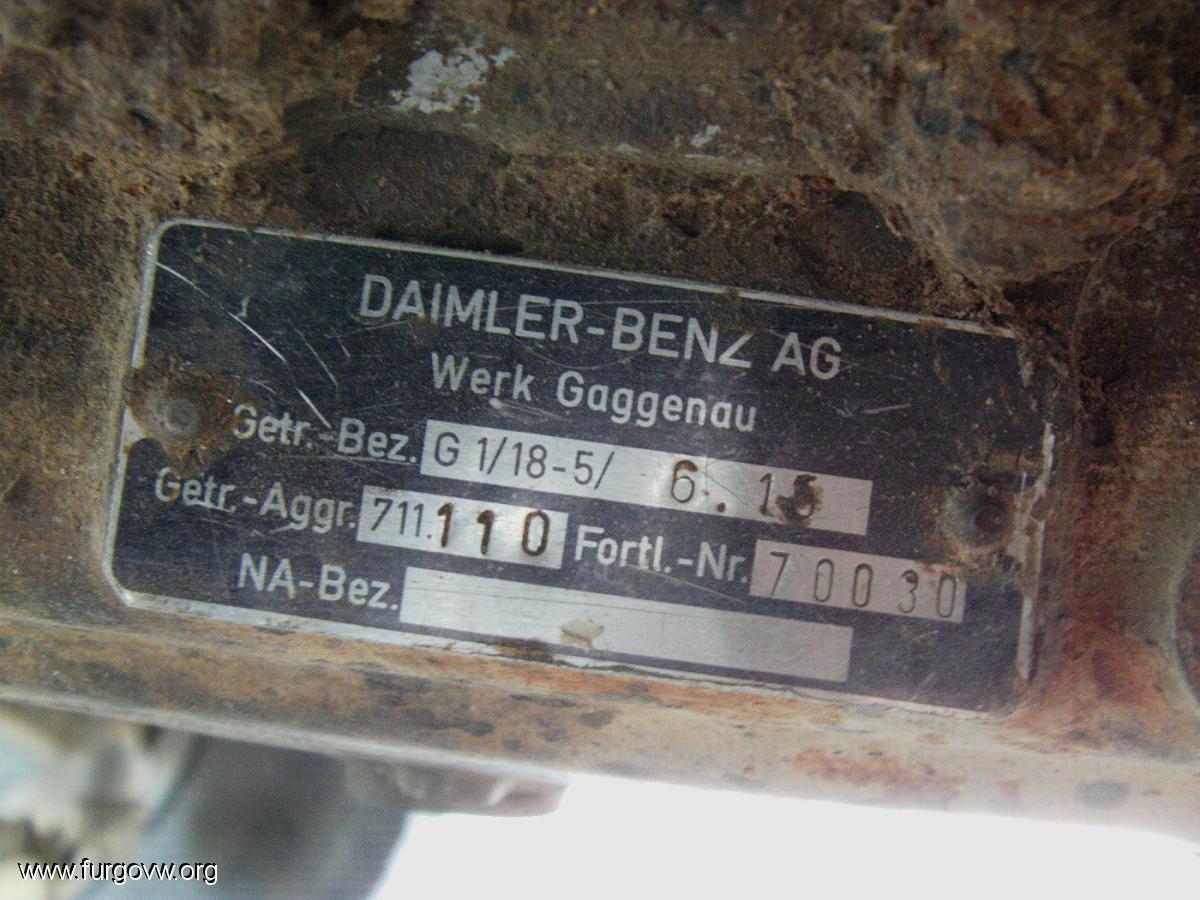 DAIMLER-BENZ AG
Werk Gaggenau
Getr.-Bez. G 1/18-5/ 6.15
Getr.-Aggr. 711.110 Fortl.-Nr. 70030
NA-Bez.
www.furgovw.org